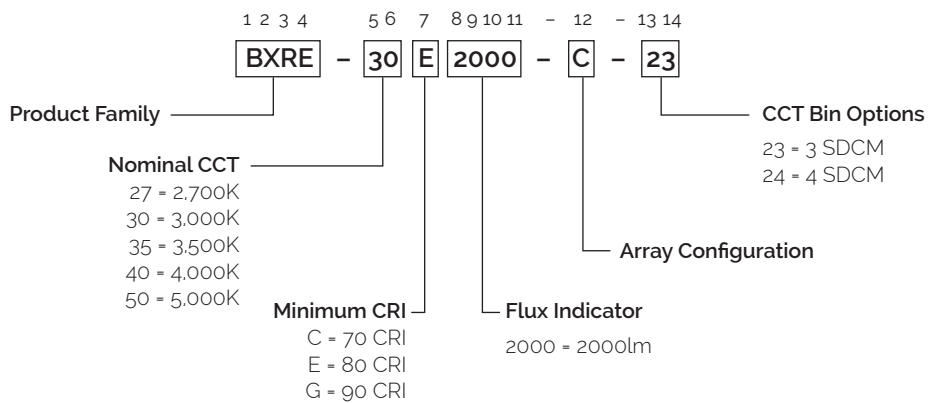 1 2 3 4 5 6 7 8 9 10 11 – 12 – 13 14
BXRE – 30 E 2000 – C – 23
Product Family
Nominal CCT
27 = 2,700K
30 = 3,000K
35 = 3,500K
40 = 4,000K
50 = 5,000K
Minimum CRI
C = 70 CRI
E = 80 CRI
G = 90 CRI
Flux Indicator
2000 = 2000lm
Array Configuration
CCT Bin Options
23 = 3 SDCM
24 = 4 SDCM